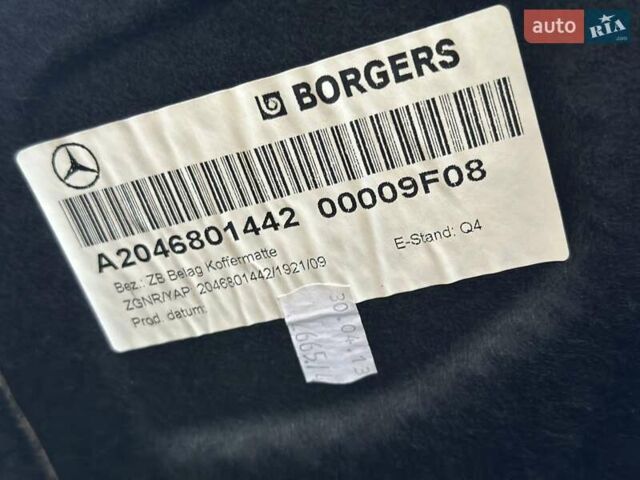 auto RIA .com
BORGERS
A2046801442 00009F08
Bez.: ZB Belag Koffermatte
E-Stand: Q4
ZGNR/YAP 2046801442/1921/09
Prod. datum:
30.04.13